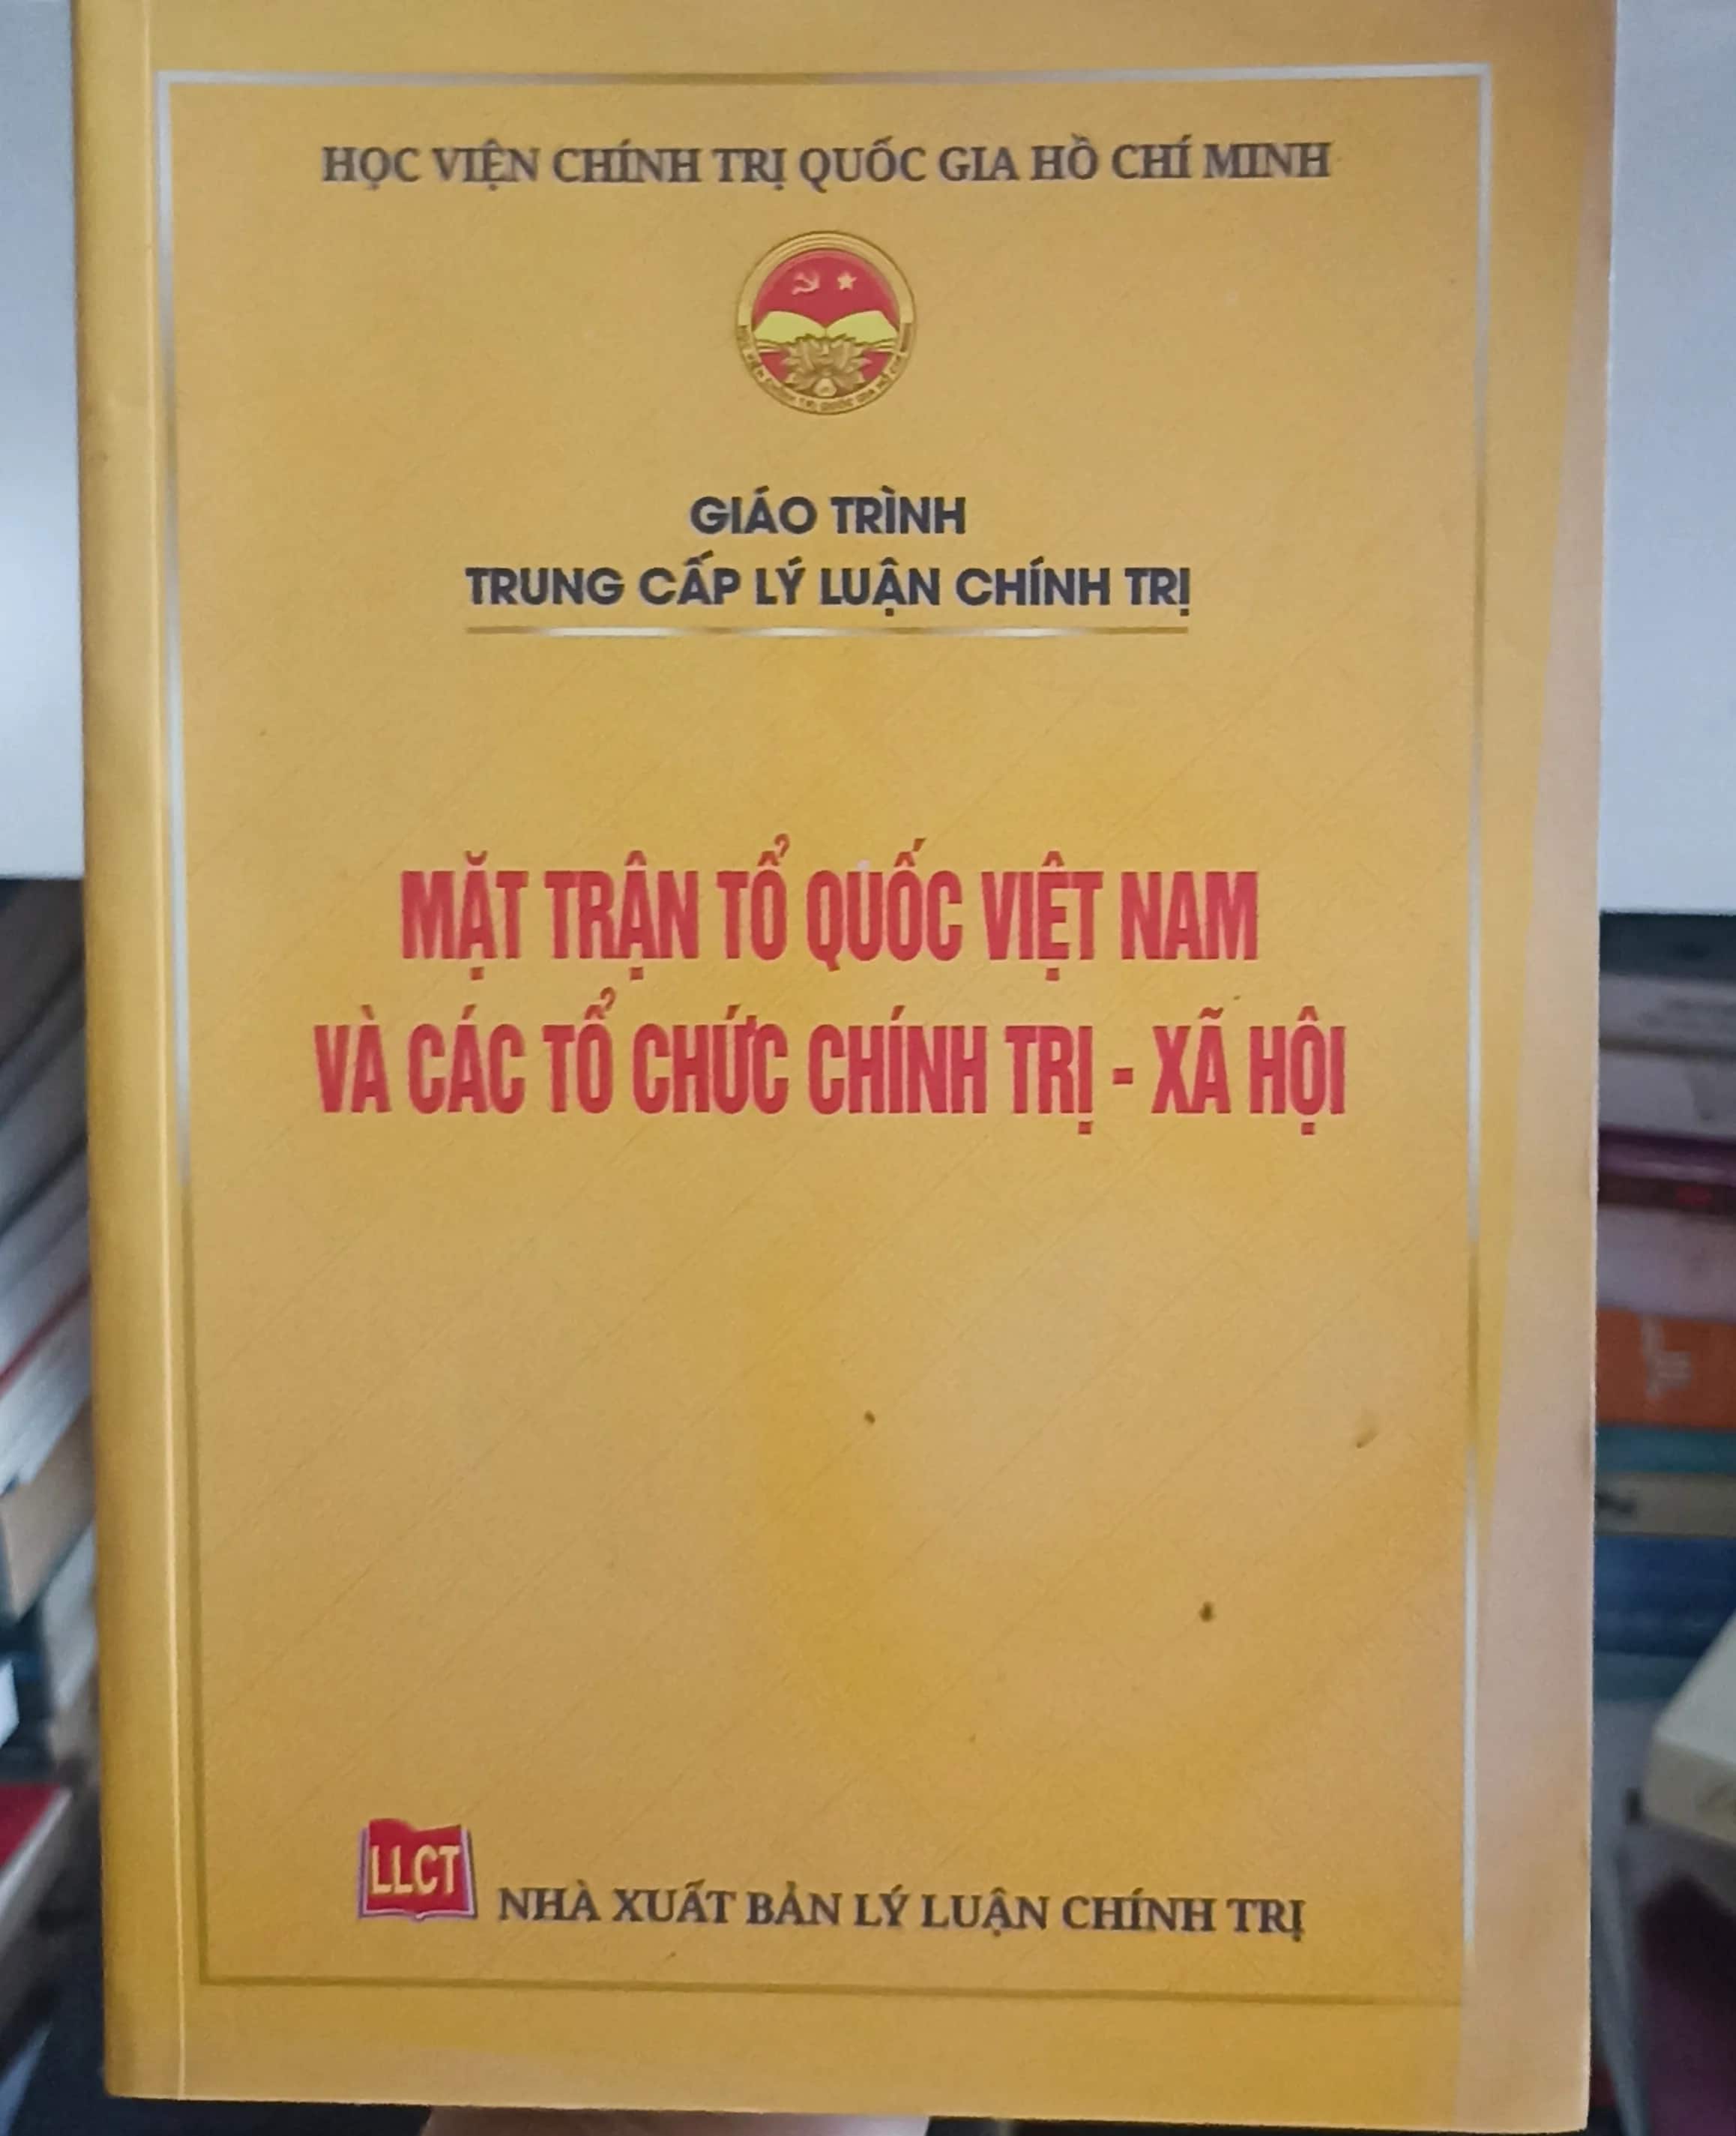 HỌC VIỆN CHÍNH TRỊ QUỐC GIA HỒ CHÍ MINH
GIÁO TRÌNH
TRUNG CẤP LÝ LUẬN CHÍNH TRỊ
MẶT TRẬN TỔ QUỐC VIỆT NAM
VÀ CÁC TỔ CHỨC CHÍNH TRỊ - XÃ HỘI
LLCT
NHÀ XUẤT BẢN LÝ LUẬN CHÍNH TRỊ